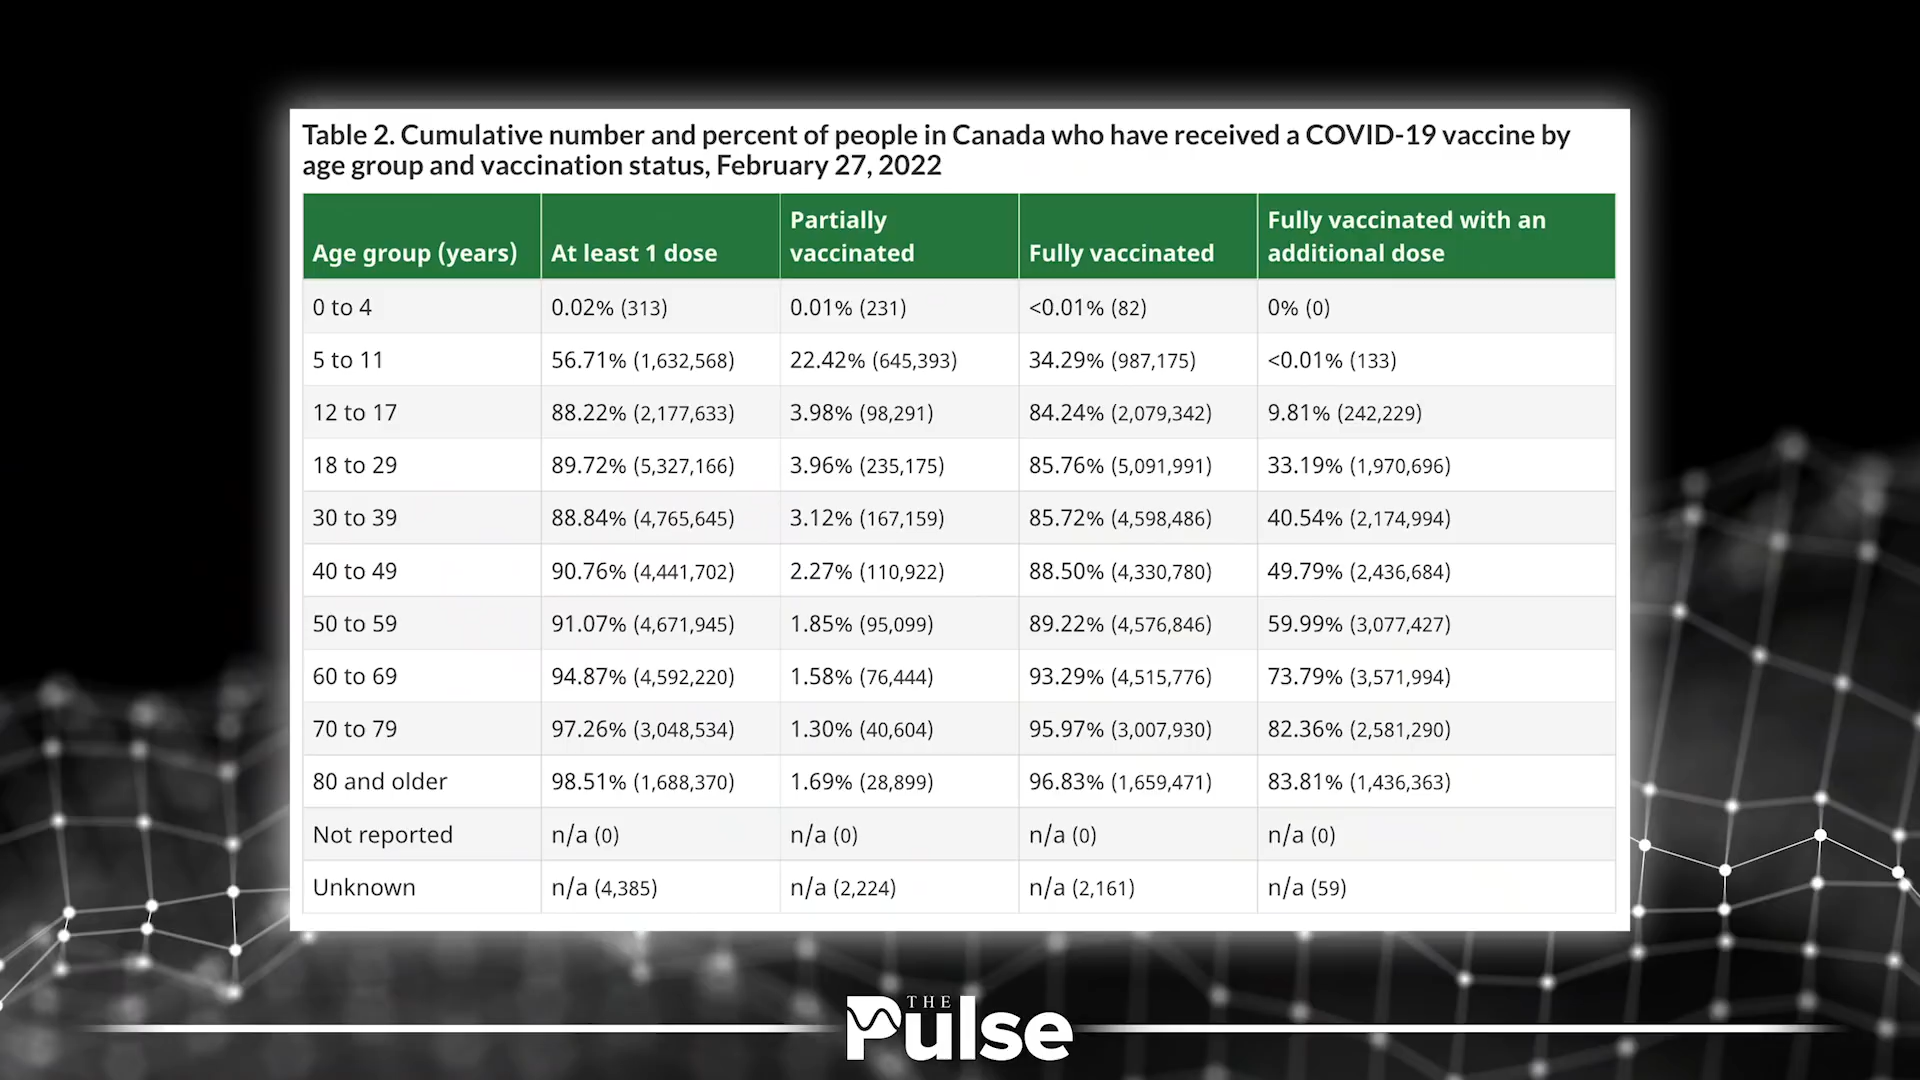 Table 2. Cumulative number and percent of people in Canada who have received a COVID-19 vaccine by
age group and vaccination status, February 27, 2022
Age group (years) At least 1 dose Partially vaccinated Fully vaccinated Fully vaccinated with an additional dose
0 to 4 0.02% (313) 0.01% (231) <0.01% (82) 0% (0)
5 to 11 56.71% (1,632,568) 22.42% (645,393) 34.29% (987,175) <0.01% (133)
12 to 17 88.22% (2,177,633) 3.98% (98,291) 84.24% (2,079,342) 9.81% (242,229)
18 to 29 89.72% (5,327,166) 3.96% (235,175) 85.76% (5,091,991) 33.19% (1,970,696)
30 to 39 88.84% (4,765,645) 3.12% (167,159) 85.72% (4,598,486) 40.54% (2,174,994)
40 to 49 90.76% (4,441,702) 2.27% (110,922) 88.50% (4,330,780) 49.79% (2,436,684)
50 to 59 91.07% (4,671,945) 1.85% (95,099) 89.22% (4,576,846) 59.99% (3,077,427)
60 to 69 94.87% (4,592,220) 1.58% (76,444) 93.29% (4,515,776) 73.79% (3,571,994)
70 to 79 97.26% (3,048,534) 1.30% (40,604) 95.97% (3,007,930) 82.36% (2,581,290)
80 and older 98.51% (1,688,370) 1.69% (28,899) 96.83% (1,659,471) 83.81% (1,436,363)
Not reported n/a (0) n/a (0) n/a (0) n/a (0)
Unknown n/a (4,385) n/a (2,224) n/a (2,161) n/a (59)
THE
Pulse